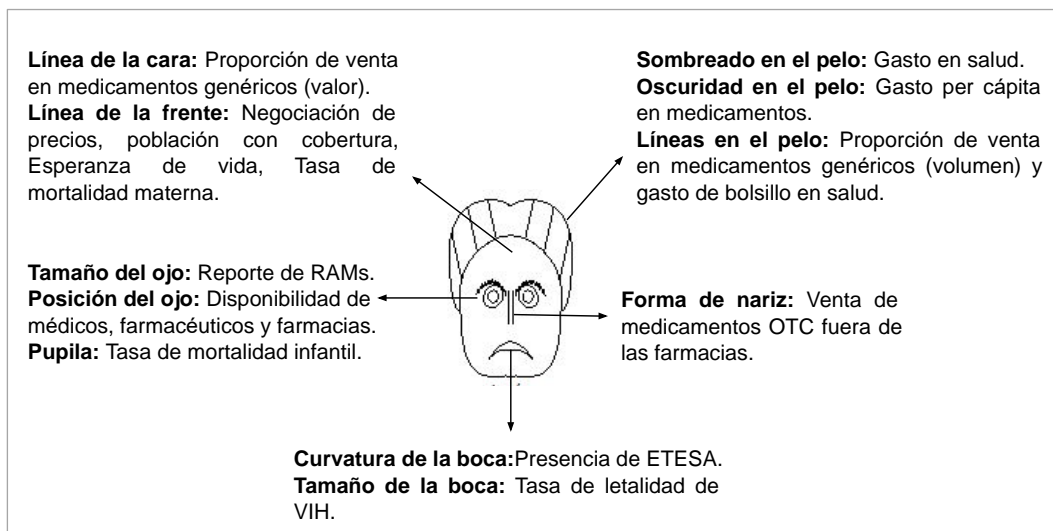 Línea de la cara: Proporción de venta
en medicamentos genéricos (valor).
Línea de la frente: Negociación de
precios, población con cobertura,
Esperanza de vida, Tasa de
mortalidad materna.
Sombreado en el pelo: Gasto en salud.
Oscuridad en el pelo: Gasto per cápita
en medicamentos.
Líneas en el pelo: Proporción de venta
en medicamentos genéricos (volumen) y
gasto de bolsillo en salud.
Tamaño del ojo: Reporte de RAMs.
Posición del ojo: Disponibilidad de
médicos, farmacéuticos y farmacias.
Pupila: Tasa de mortalidad infantil.
Forma de nariz: Venta de
medicamentos OTC fuera de
las farmacias.
Curvatura de la boca:Presencia de ETESA.
Tamaño de la boca: Tasa de letalidad de
VIH.